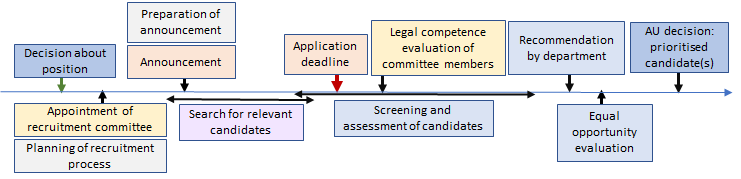 Preparation of
announcement
Decision about
position
Announcement
Application
deadline
Legal competence
evaluation of
committee members
Recommendation
by department
AU decision:
prioritised
candidate(s)
Appointment of
recruitment committee
Planning of recruitment
process
Search for relevant
candidates
Screening and
assessment of candidates
Equal
opportunity
evaluation